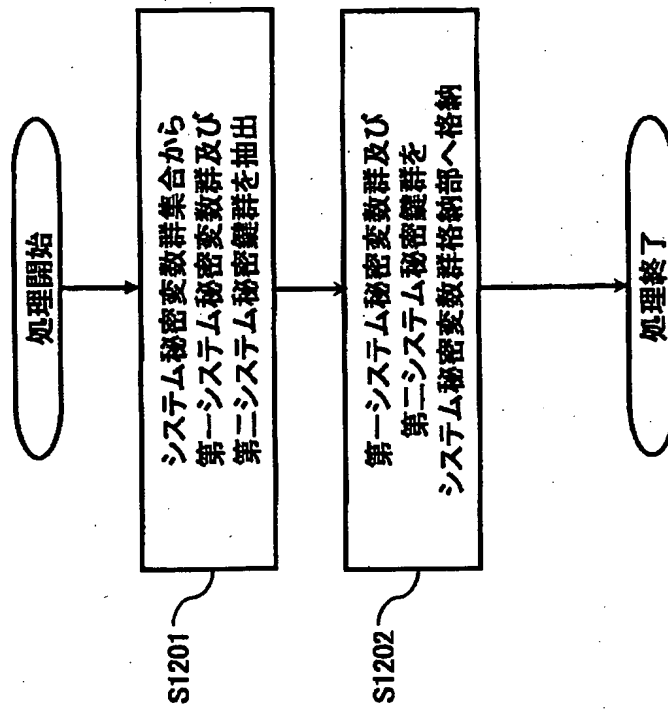 処理開始
S1201
システム秘密変数群集合から
第一システム秘密変数群及び
第二システム秘密鍵群を抽出
S1202
第一システム秘密変数群及び
第二システム秘密鍵群を
システム秘密変数群格納部へ格納
処理終了